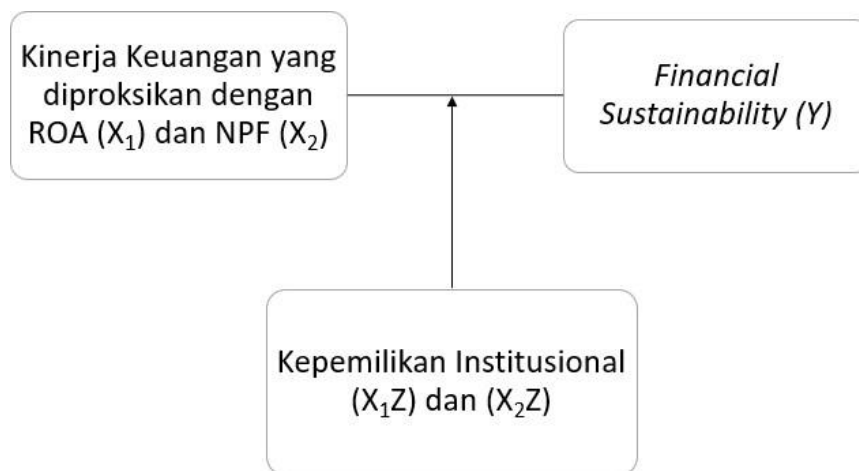 Kinerja Keuangan yang
diproksikan dengan
ROA (X₁) dan NPF (X₂)
Financial
Sustainability (Y)
Kepemilikan Institusional
(X₁Z) dan (X₂Z)